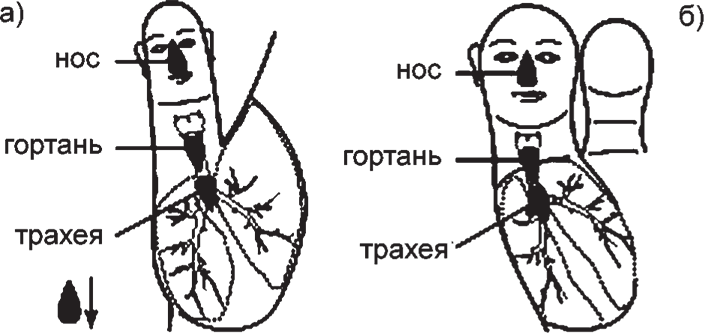 а)
нос
гортань
трахея
б)
нос
гортань
трахея